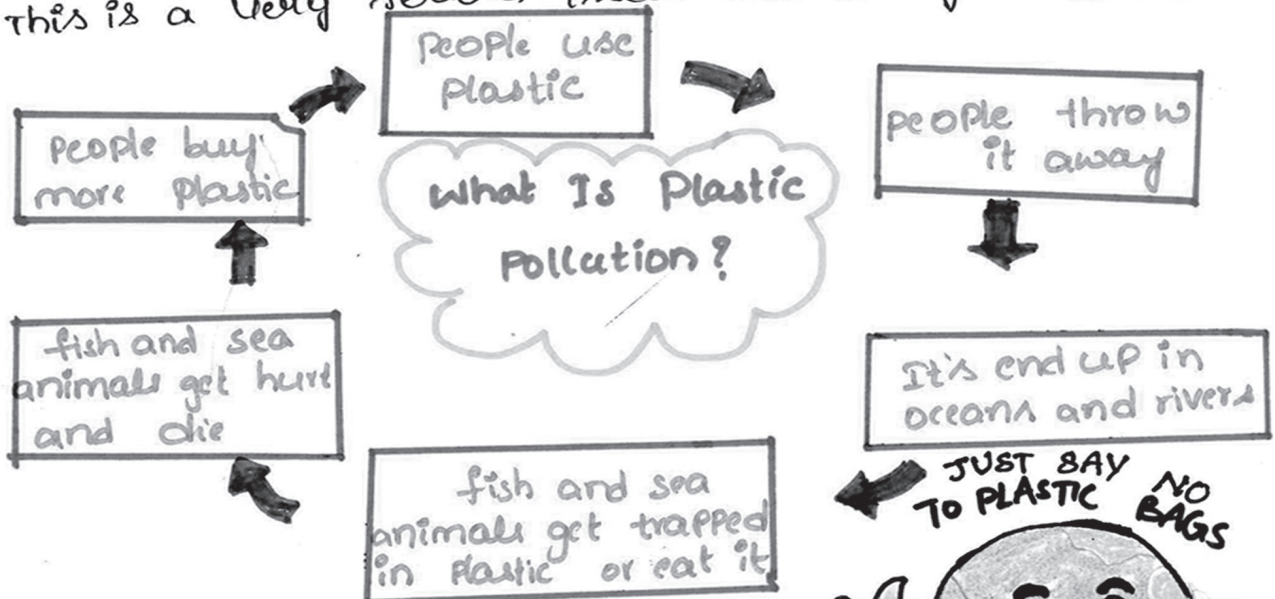 This is a very
People use
plastic
people throw
it away
It's end up in
oceans and rivers
fish and sea
animals get trapped
in plastic or eat it
fish and sea
animals get hurt
and die
people buy
more plastic
What Is Plastic
Pollution?
JUST SAY NO
TO PLASTIC BAGS